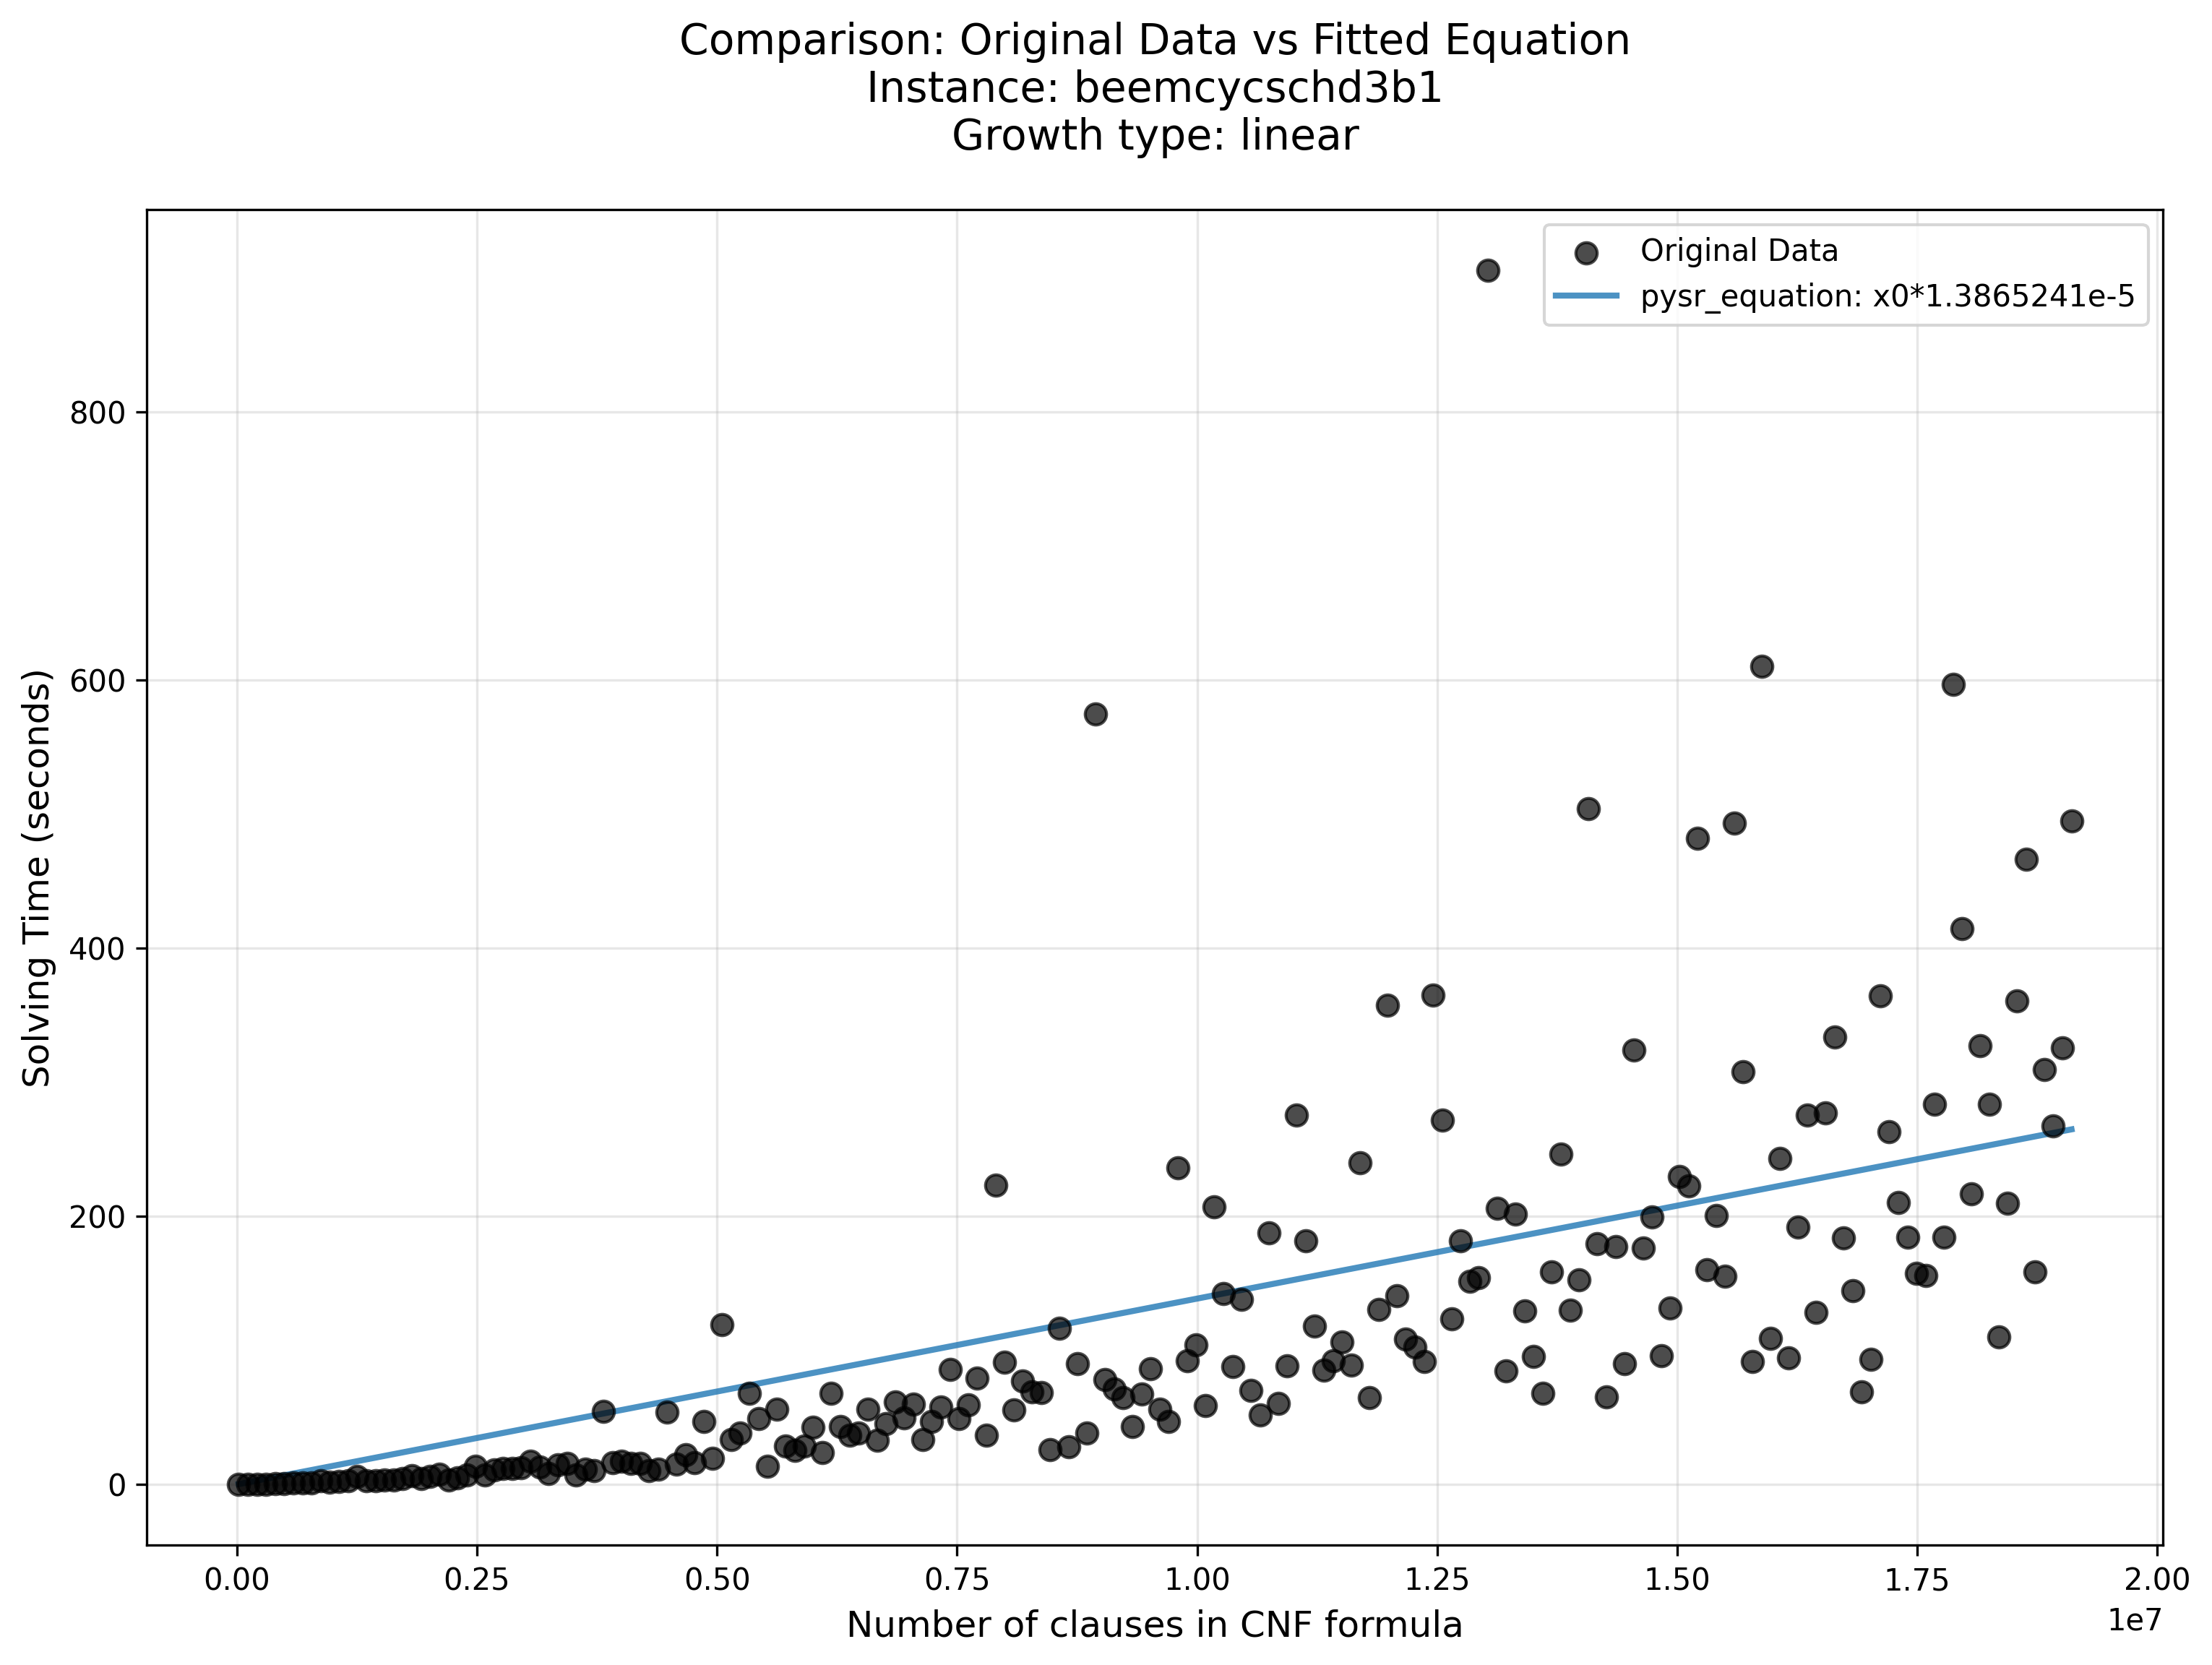 Comparison: Original Data vs Fitted Equation
Instance: beemcycschd3b1
Growth type: linear
Original Data
pysr_equation: x0*1.3865241e-5
800
600
400
200
0
Solving Time (seconds)
0.00 0.25 0.50 0.75 1.00 1.25 1.50 1.75 2.00
1e7
Number of clauses in CNF formula